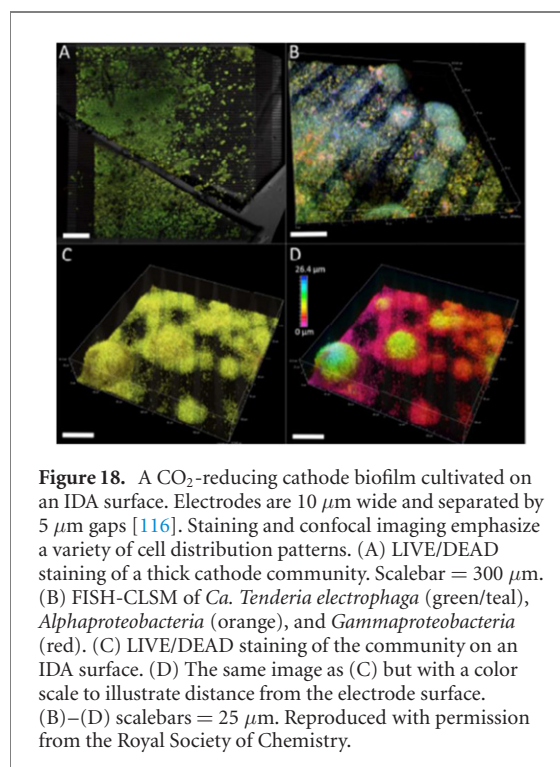 A
B
C
D
26.4 μm
0 μm
Figure 18. A CO₂-reducing cathode biofilm cultivated on
an IDA surface. Electrodes are 10 μm wide and separated by
5 μm gaps [116]. Staining and confocal imaging emphasize
a variety of cell distribution patterns. (A) LIVE/DEAD
staining of a thick cathode community. Scalebar = 300 μm.
(B) FISH-CLSM of Ca. Tenderia electrophaga (green/teal),
Alphaproteobacteria (orange), and Gammaproteobacteria
(red). (C) LIVE/DEAD staining of the community on an
IDA surface. (D) The same image as (C) but with a color
scale to illustrate distance from the electrode surface.
(B)–(D) scalebars = 25 μm. Reproduced with permission
from the Royal Society of Chemistry.